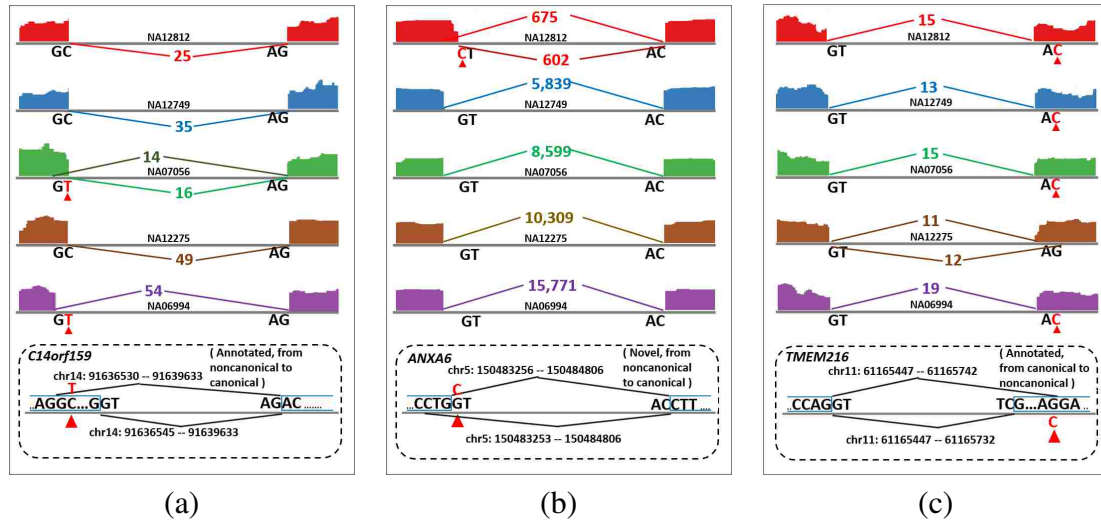 NA12812
GC AG
25
NA12749
GC AG
35
14
NA07056
GT AG
16
NA12275
GC AG
49
54
NA06994
GT AG
C14orf159 ( Annotated, from
noncanonical to
canonical )
chr14: 91636530 -- 91639633
T
..AGGC...GGT AGAC.......
chr14: 91636545 -- 91639633
(a)
675
NA12812
CT AC
602
5,839
NA12749
GT AC
8,599
NA07056
GT AC
10,309
NA12275
GT AC
15,771
NA06994
GT AC
ANXA6 ( Novel, from
noncanonical
to canonical )
chr5: 150483256 -- 150484806
C
...CCTGGT ACCTT ....
chr5: 150483253 -- 150484806
(b)
15
NA12812
GT AC
13
NA12749
GT AC
15
NA07056
GT AC
11
NA12275
GT AG
12
19
NA06994
GT AC
TMEM216 ( Annotated,
from canonical to
noncanonical )
chr11: 61165447 -- 61165742
..CCAGGT TCG...AGGA ..
C
chr11: 61165447 -- 61165732
(c)